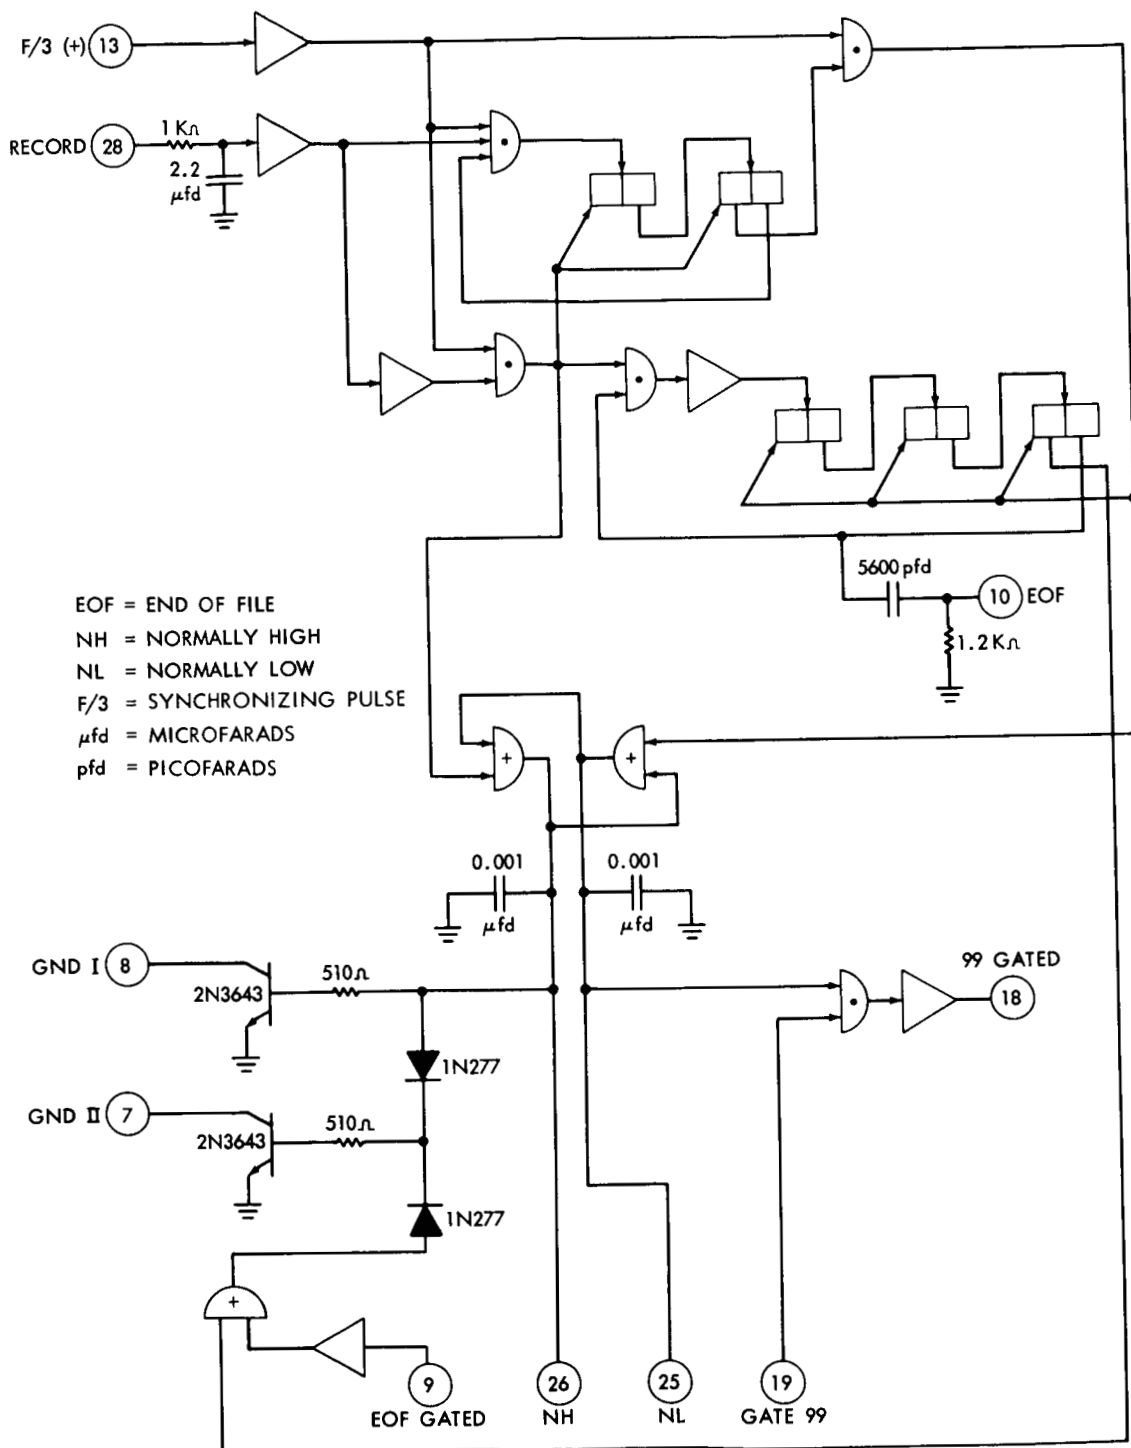 F/3 (+) 13
RECORD 28
1 KΩ
2.2
μfd
5600 pfd
10 EOF
1.2KΩ
EOF = END OF FILE
NH = NORMALLY HIGH
NL = NORMALLY LOW
F/3 = SYNCHRONIZING PULSE
μfd = MICROFARADS
pfd = PICOFARADS
+
+
0.001
μfd
0.001
μfd
GND I 8
2N3643
510Ω
99 GATED
18
1N277
GND II 7
2N3643
510Ω
1N277
+
9
EOF GATED
26
NH
25
NL
19
GATE 99